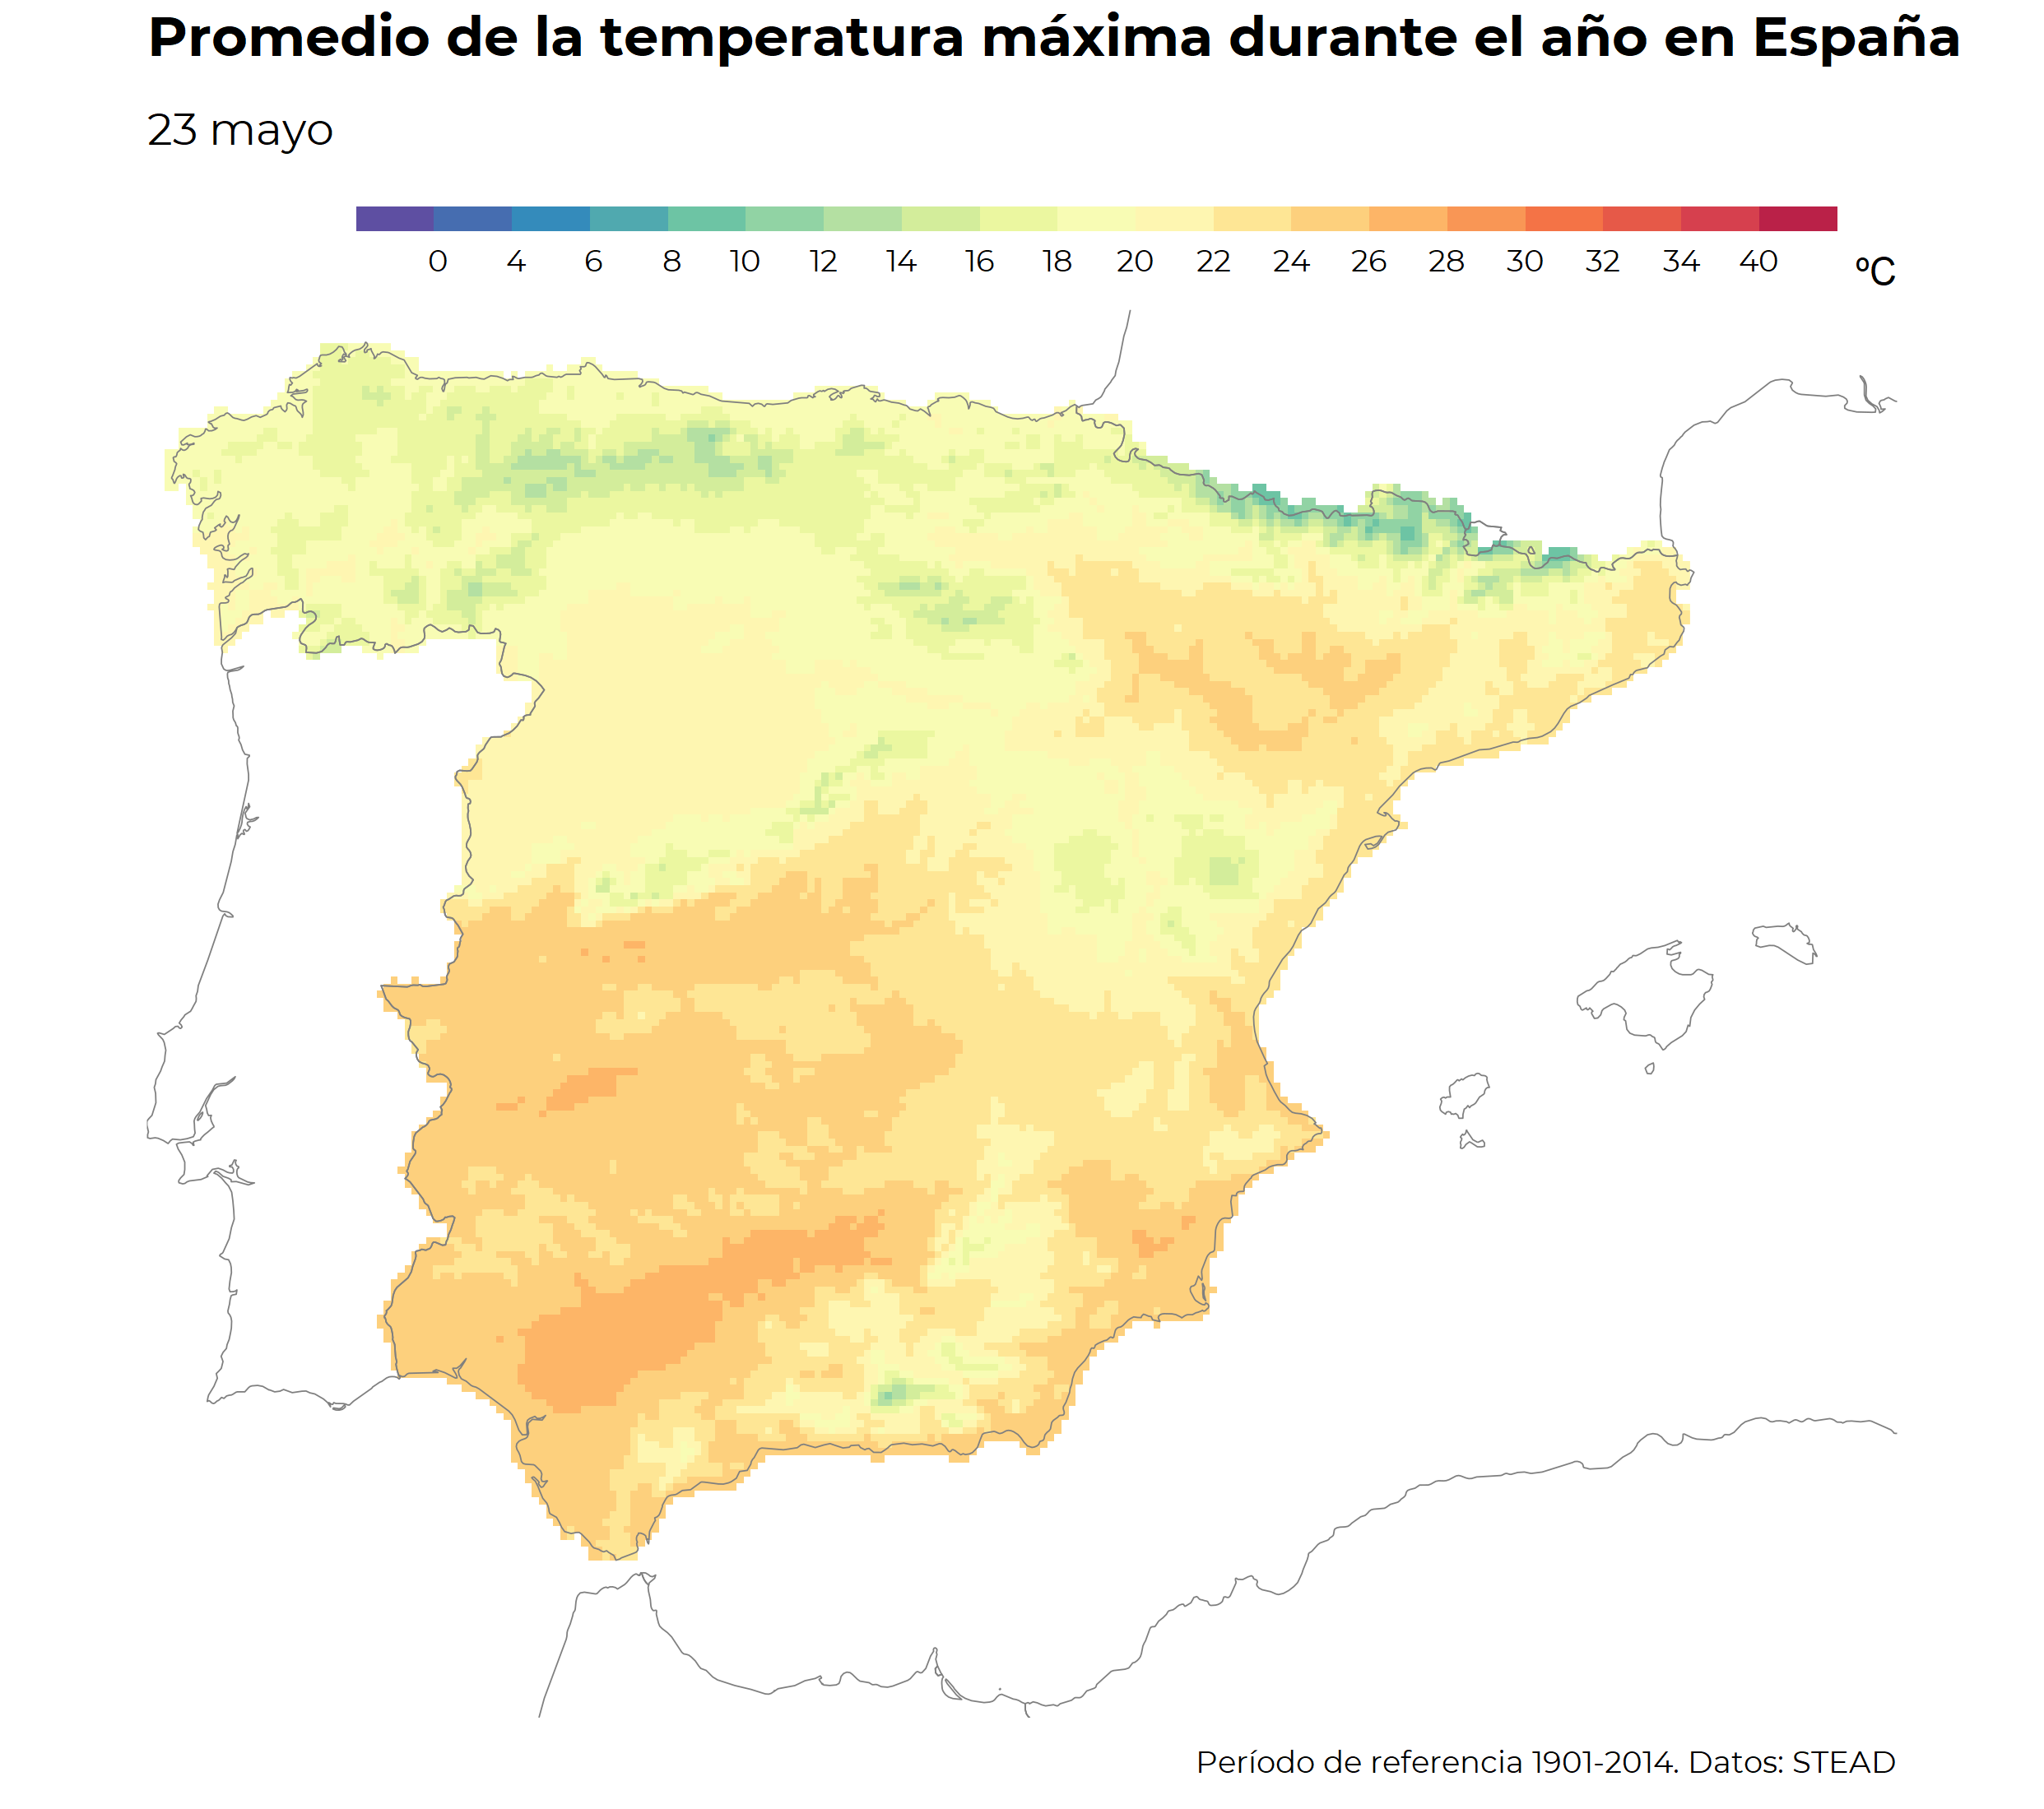 Promedio de la temperatura máxima durante el año en España
23 mayo
0 4 6 8 10 12 14 16 18 20 22 24 26 28 30 32 34 40 ºC
Período de referencia 1901-2014. Datos: STEAD